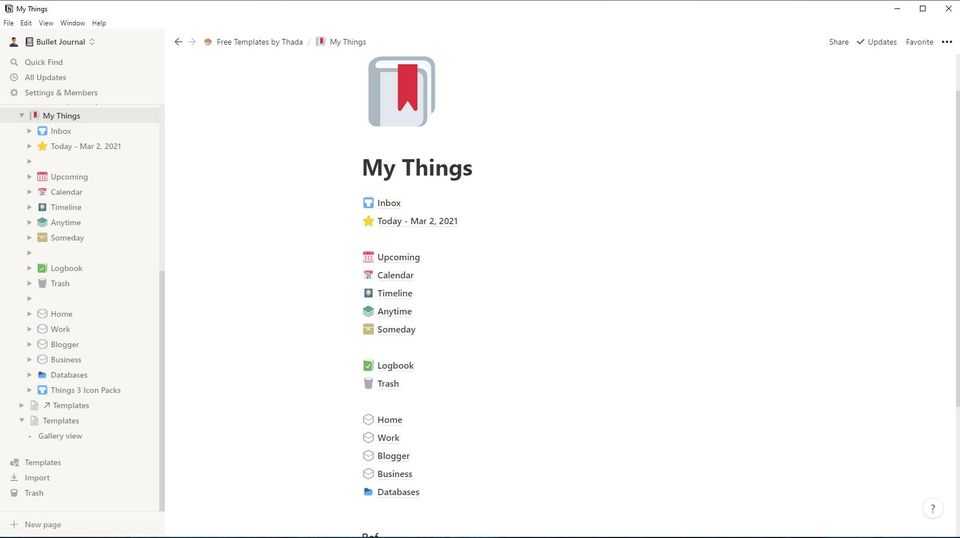 My Things
File Edit View Window Help
Bullet Journal
Free Templates by Thada / My Things
Share Updates Favorite
Quick Find
All Updates
Settings & Members
My Things
Inbox
Today - Mar 2, 2021
Upcoming
Calendar
Timeline
Anytime
Someday
Logbook
Trash
Home
Work
Blogger
Business
Databases
Things 3 Icon Packs
Templates
Templates
Gallery view
Templates
Import
Trash
New page
My Things
Inbox
Today - Mar 2, 2021
Upcoming
Calendar
Timeline
Anytime
Someday
Logbook
Trash
Home
Work
Blogger
Business
Databases
?